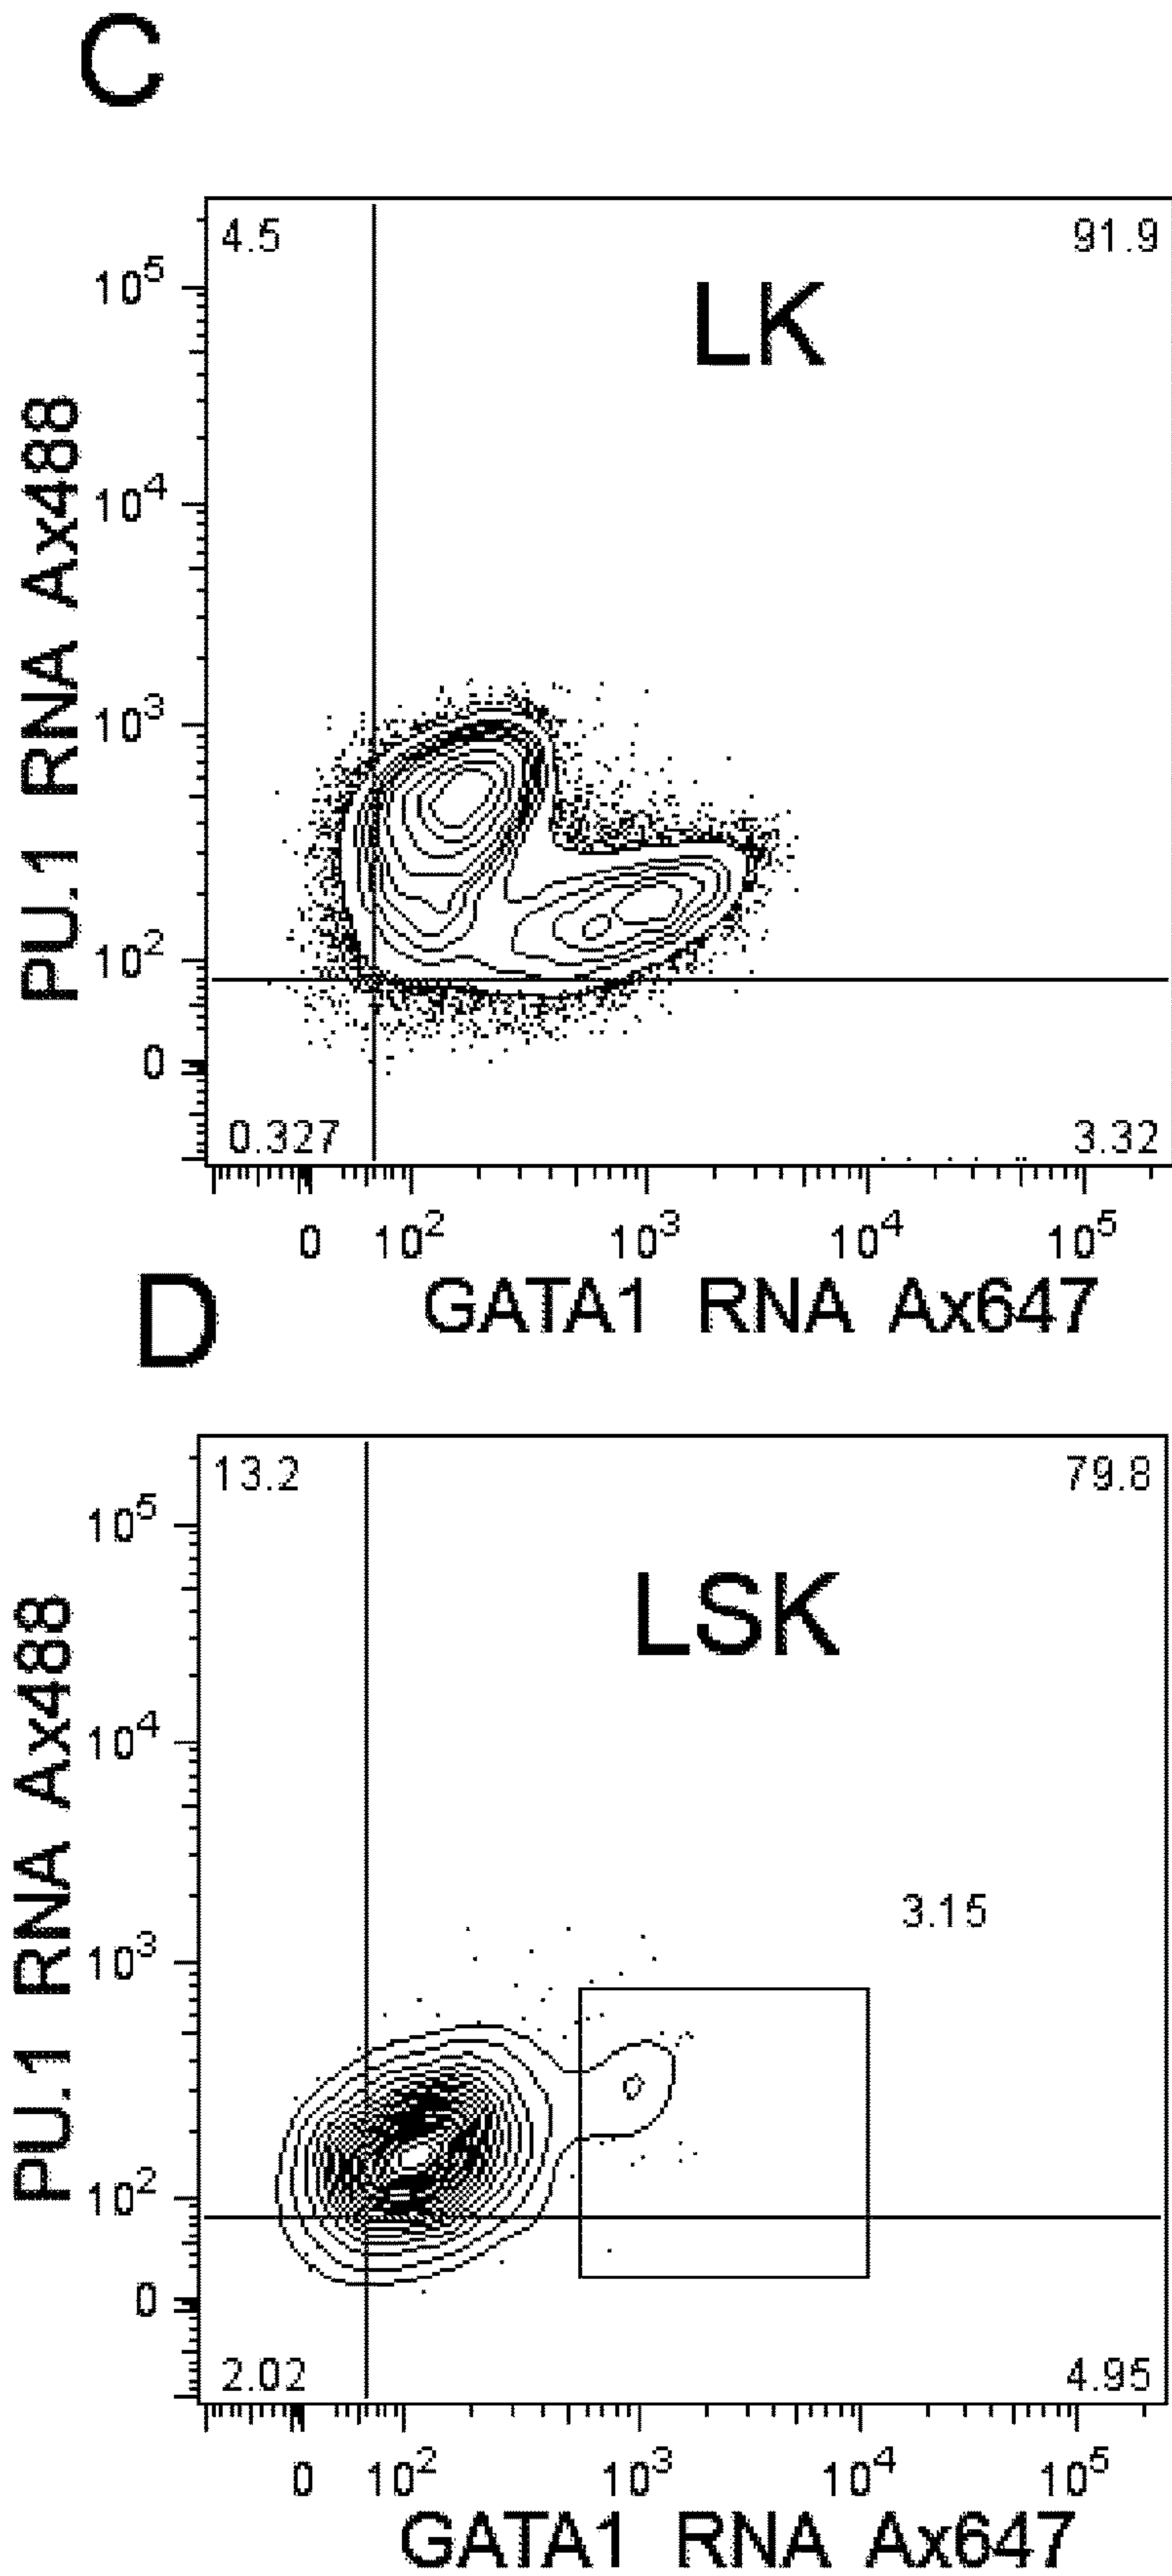 C
4.5 91.9
LK
10^5
10^4
10^3
10^2
0
PU.1 RNA Ax488
0.327 3.32
0 10^2 10^3 10^4 10^5
GATA1 RNA Ax647
D
13.2 79.8
LSK
10^5
10^4
3.15
10^3
10^2
0
PU.1 RNA Ax488
2.02 4.95
0 10^2 10^3 10^4 10^5
GATA1 RNA Ax647